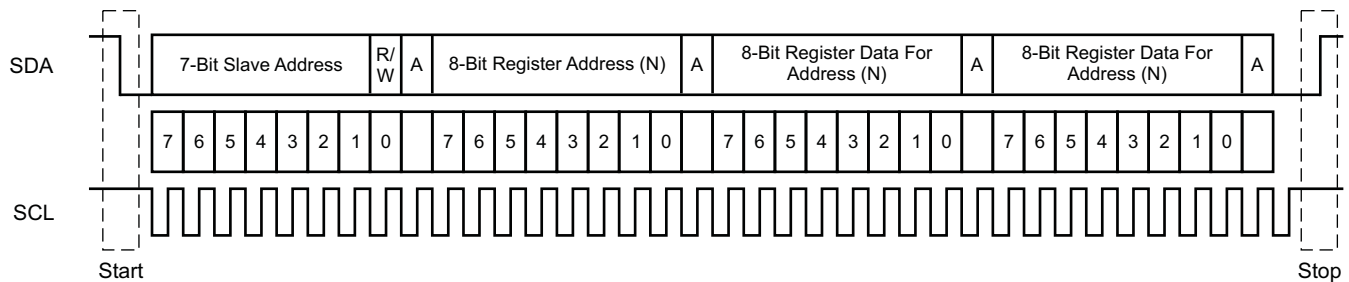 SDA
7-Bit Slave Address
R/
W
A
8-Bit Register Address (N)
A
8-Bit Register Data For
Address (N)
A
8-Bit Register Data For
Address (N)
A
7 6 5 4 3 2 1 0 7 6 5 4 3 2 1 0 7 6 5 4 3 2 1 0 7 6 5 4 3 2 1 0
SCL
Start
Stop